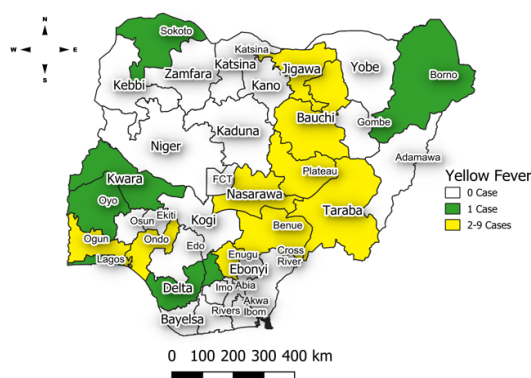 N
W E
S
Sokoto
Katsina
Kebbi
Zamfara
Katsina
Jigawa
Yobe
Borno
Kano
Bauchi
Gombe
Kaduna
Niger
Adamawa
FCT
Plateau
Nasarawa
Taraba
Kwara
Oyo
Kogi
Osun
Ekiti
Ogun
Ondo
Edo
Benue
Lagos
Enugu
Cross
River
Ebonyi
Delta
Imo
Abia
Akwa
Ibom
Rivers
Bayelsa
Yellow Fever
0 Case
1 Case
2-9 Cases
0 100 200 300 400 km